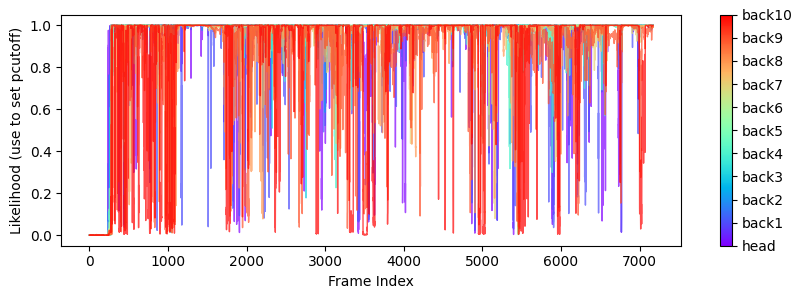 Likelihood (use to set pcutoff)
1.0
0.8
0.6
0.4
0.2
0.0
0 1000 2000 3000 4000 5000 6000 7000
Frame Index
back10
back9
back8
back7
back6
back5
back4
back3
back2
back1
head